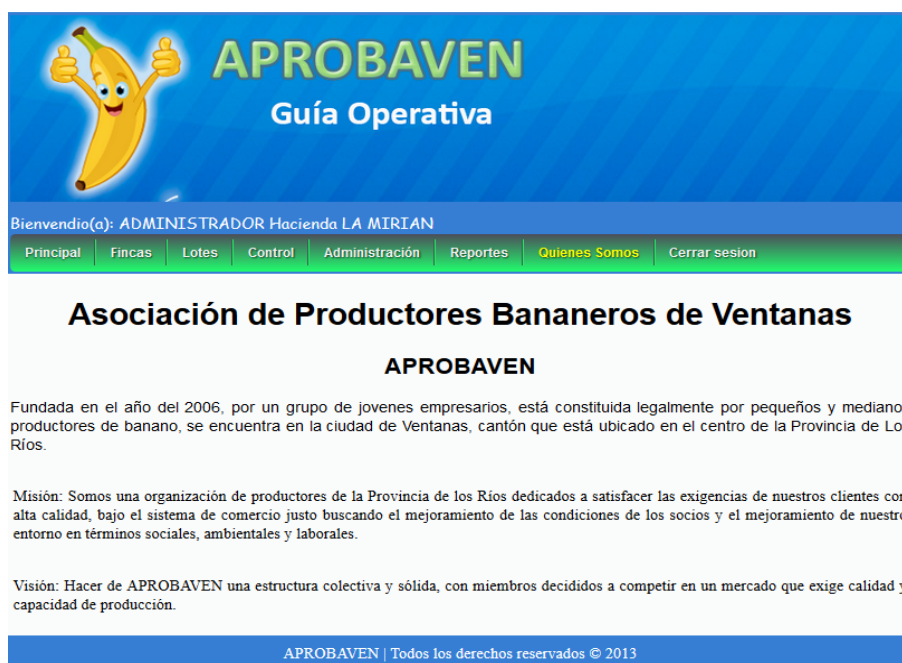 APROBAVEN
Guía Operativa
Bienvendio(a): ADMINISTRADOR Hacienda LA MIRIAN
Principal Fincas Lotes Control Administración Reportes Quienes Somos Cerrar sesion
Asociación de Productores Bananeros de Ventanas
APROBAVEN
Fundada en el año del 2006, por un grupo de jovenes empresarios, está constituida legalmente por pequeños y mediano
productores de banano, se encuentra en la ciudad de Ventanas, cantón que está ubicado en el centro de la Provincia de Lo
Ríos.
Misión: Somos una organización de productores de la Provincia de los Ríos dedicados a satisfacer las exigencias de nuestros clientes con
alta calidad, bajo el sistema de comercio justo buscando el mejoramiento de las condiciones de los socios y el mejoramiento de nuestro
entorno en términos sociales, ambientales y laborales.
Visión: Hacer de APROBAVEN una estructura colectiva y sólida, con miembros decididos a competir en un mercado que exige calidad y
capacidad de producción.
APROBAVEN | Todos los derechos reservados © 2013